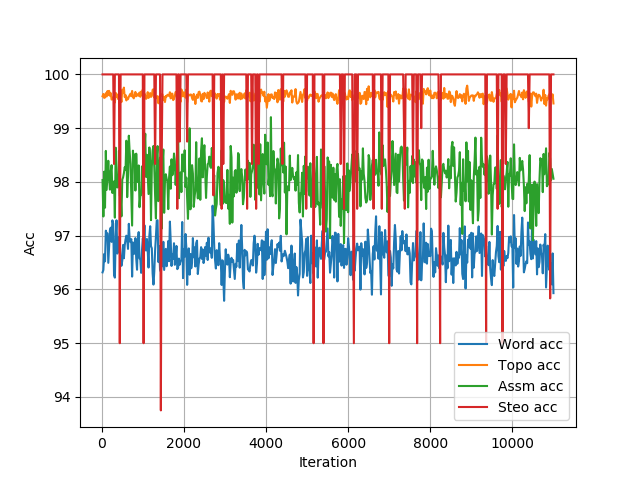 100
99
98
97
96
95
94
Acc
0
2000
4000
6000
8000
10000
Iteration
Word acc
Topo acc
Assm acc
Steo acc